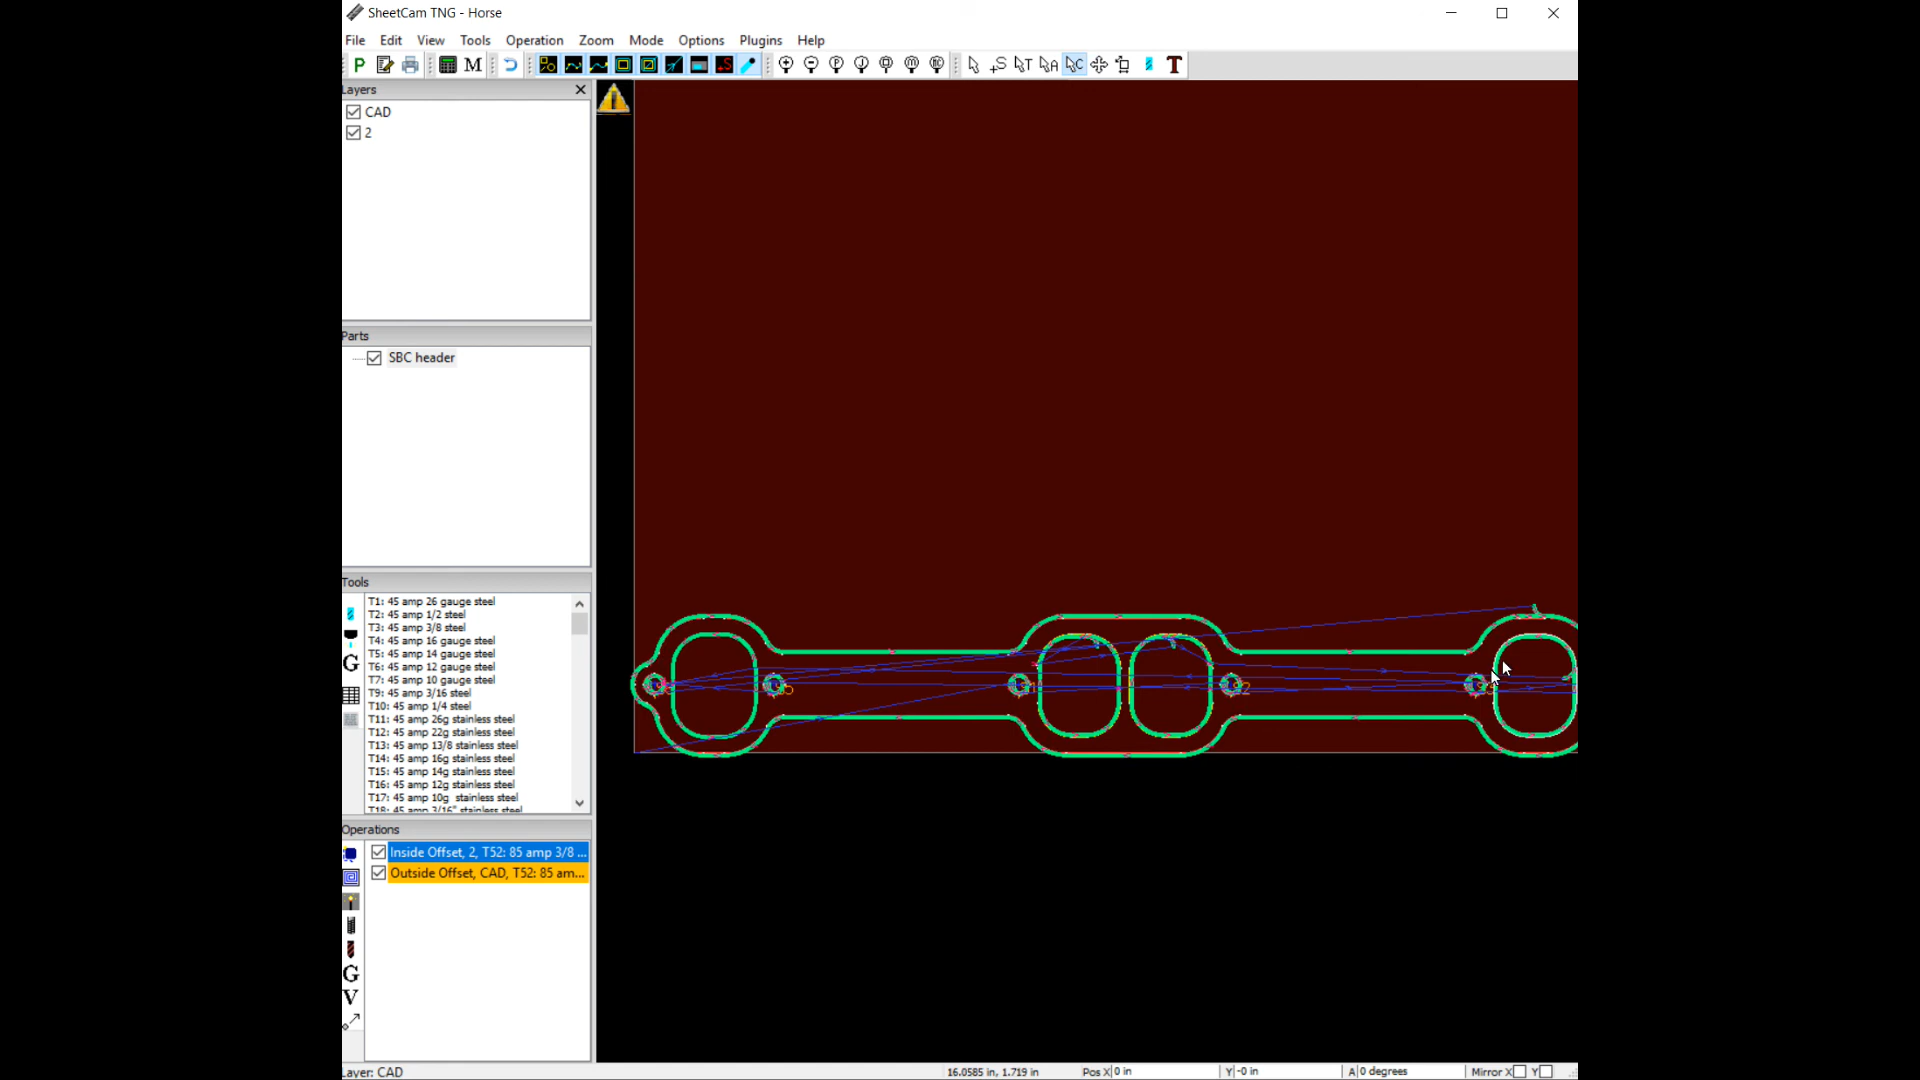 SheetCam TNG - Horse
File Edit View Tools Operation Zoom Mode Options Plugins Help
P M S T A C T
Layers
CAD
2
Parts
SBC header
Tools
T1: 45 amp 26 gauge steel
T2: 45 amp 1/2 steel
T3: 45 amp 3/8 steel
T4: 45 amp 16 gauge steel
T5: 45 amp 14 gauge steel
T6: 45 amp 12 gauge steel
T7: 45 amp 10 gauge steel
T9: 45 amp 3/16 steel
T10: 45 amp 1/4 steel
T11: 45 amp 26g stainless steel
T12: 45 amp 22g stainless steel
T13: 45 amp 13/8 stainless steel
T14: 45 amp 16g stainless steel
T15: 45 amp 14g stainless steel
T16: 45 amp 12g stainless steel
T17: 45 amp 10g stainless steel
T18: 45 amp 3/16" stainless steel
G
Operations
Inside Offset, 2, T52: 85 amp 3/8 ...
Outside Offset, CAD, T52: 85 am...
G
V
Layer: CAD 16.0585 in, 1.719 in Pos X 0 in Y -0 in A 0 degrees Mirror X Y